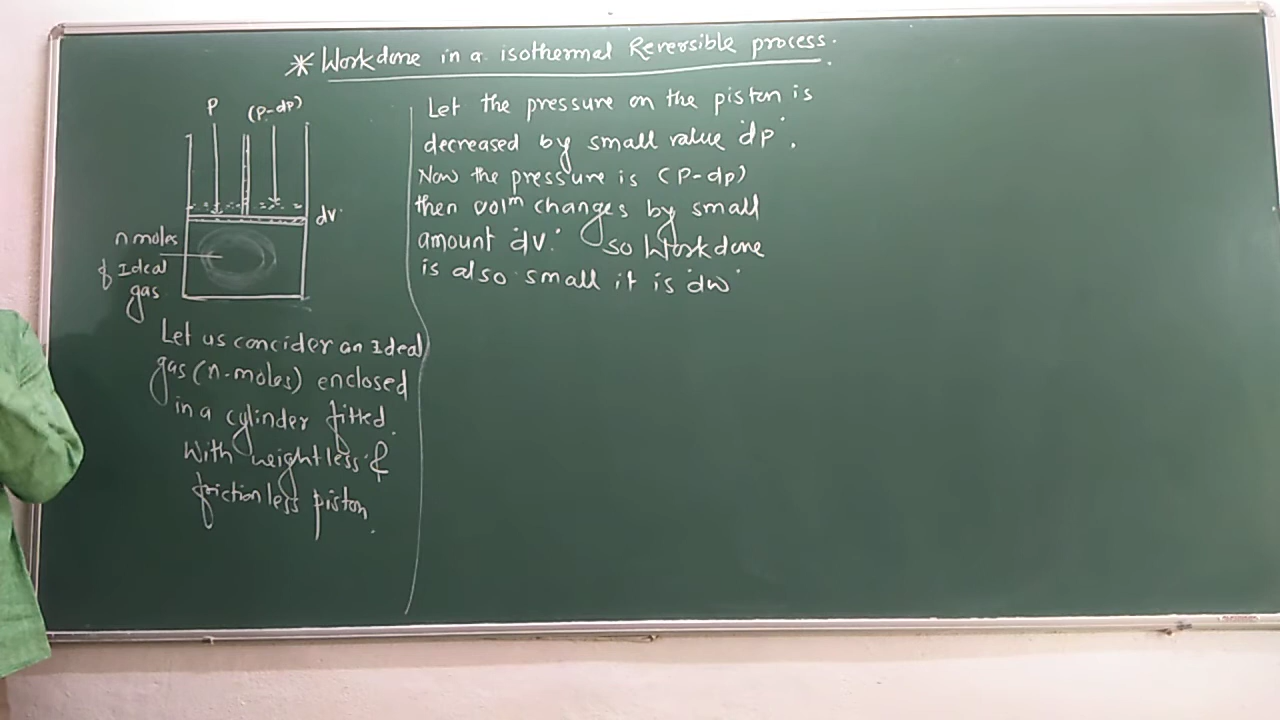 * Workdone in a isothermal Reversible process.
P (P-dp)
dv.
n moles
of Ideal
gas
Let us concider an Ideal
gas (n-moles) enclosed
in a cylinder fitted.
With weightless &
frictionless piston.
Let the pressure on the piston is
decreased by small value 'dp'.
Now the pressure is (P-dp)
then volm changes by small
amount 'dv.' so Workdone
is also small it is 'dw'